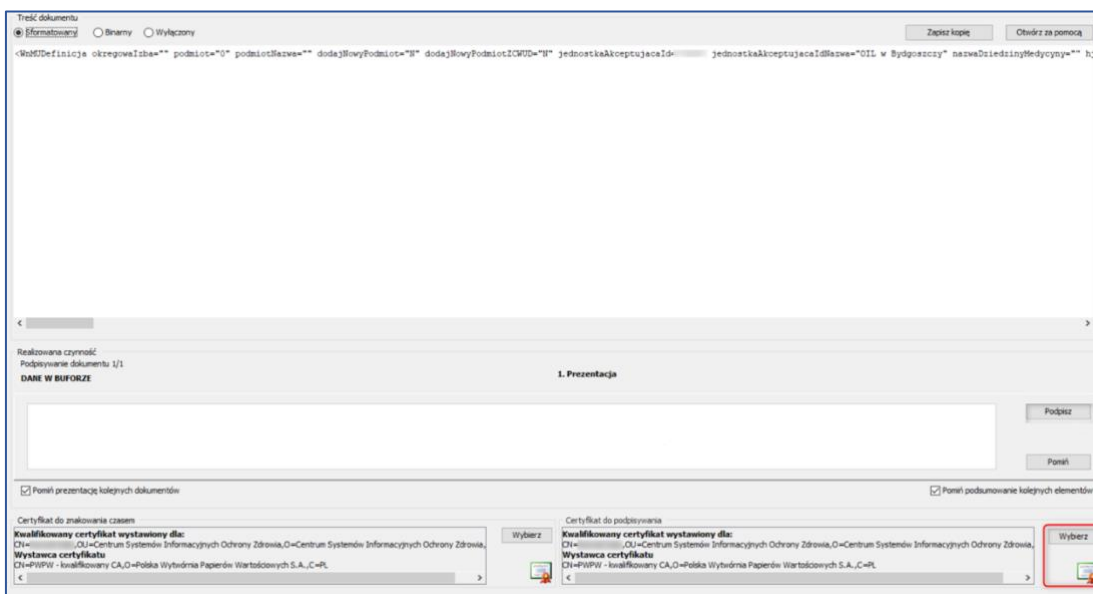 Treść dokumentu
Sformatowany Binarny Wyłączony Zapisz kopię Otwórz za pomocą
<WnMUDefinicja okregowaIzba="" podmiot="O" podmiotNazwa="" dodajNowyPodmiot="N" dodajNowyPodmiotZCWUD="N" jednostkaAkceptujacaId= jednostkaAkceptujacaIdNazwa="OIL w Bydgoszczy" nazwaDziedzinyMedycyny=""
Realizowana czynność
Podpisywanie dokumentu 1/1
DANE W BUFORZE
1. Prezentacja
Podpisz
Pomiń
Pomiń prezentację kolejnych dokumentów Pomiń podsumowanie kolejnych elementów
Certyfikat do znakowania czasem
Kwalifikowany certyfikat wystawiony dla:
CN= ,OU=Centrum Systemów Informacyjnych Ochrony Zdrowia,O=Centrum Systemów Informacyjnych Ochrony Zdrowia,
Wystawca certyfikatu
CN=PWPW - kwalifikowany CA,O=Polska Wytwórnia Papierów Wartościowych S.A.,C=PL
Wybierz
Certyfikat do podpisywania
Kwalifikowany certyfikat wystawiony dla:
CN= ,OU=Centrum Systemów Informacyjnych Ochrony Zdrowia,O=Centrum Systemów Informacyjnych Ochrony Zdrowia,
Wystawca certyfikatu
CN=PWPW - kwalifikowany CA,O=Polska Wytwórnia Papierów Wartościowych S.A.,C=PL
Wybierz